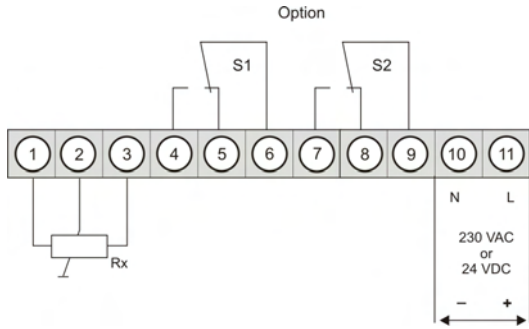 Option
S1 S2
1 2 3 4 5 6 7 8 9 10 11
N L
Rx
230 VAC
or
24 VDC
– +